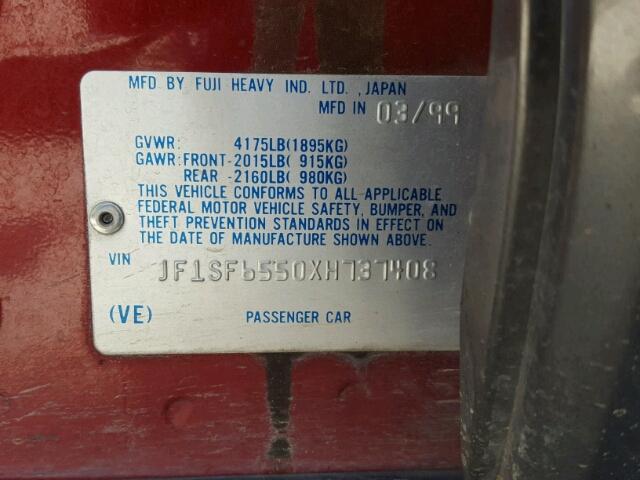 MFD BY FUJI HEAVY IND. LTD. ,JAPAN
MFD IN 03/99
GVWR: 4175LB(1895KG)
GAWR:FRONT-2015LB( 915KG)
REAR -2160LB( 980KG)
THIS VEHICLE CONFORMS TO ALL APPLICABLE
FEDERAL MOTOR VEHICLE SAFETY, BUMPER, AND
THEFT PREVENTION STANDARDS IN EFFECT ON
THE DATE OF MANUFACTURE SHOWN ABOVE.
VIN JF1SF6550XH737408
(VE) PASSENGER CAR